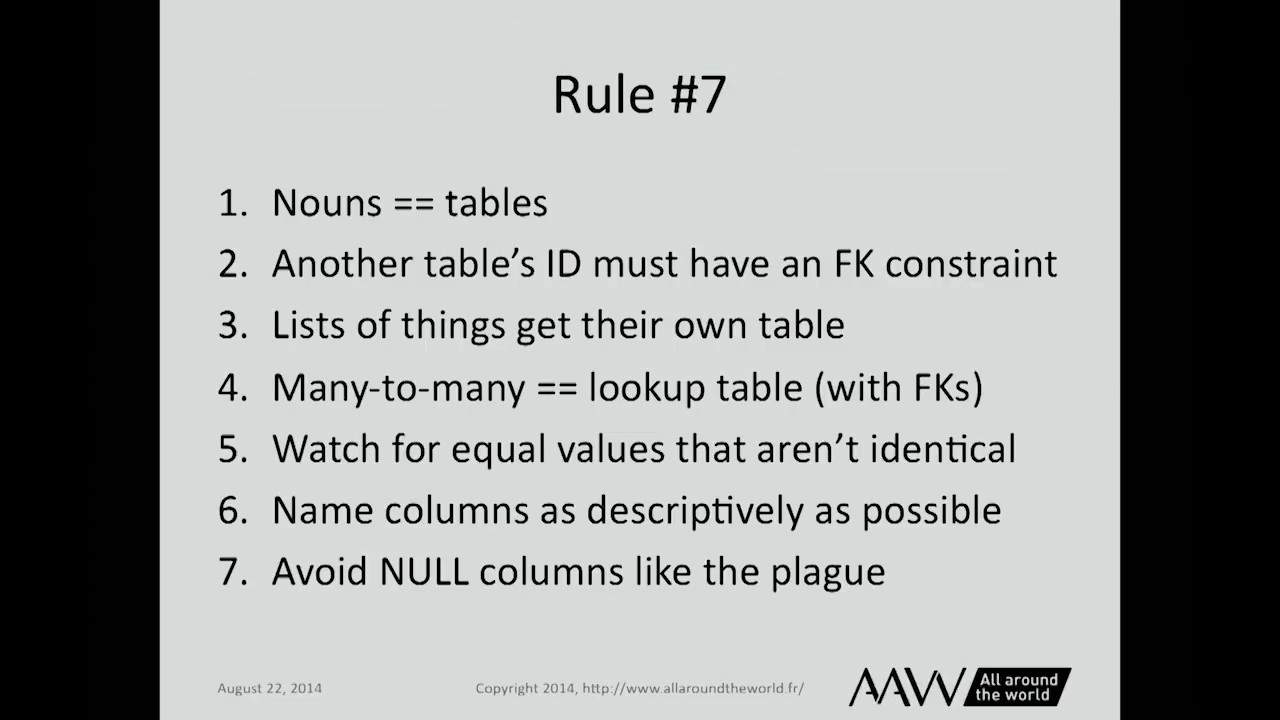 Rule #7
1. Nouns == tables
2. Another table’s ID must have an FK constraint
3. Lists of things get their own table
4. Many-to-many == lookup table (with FKs)
5. Watch for equal values that aren’t identical
6. Name columns as descriptively as possible
7. Avoid NULL columns like the plague
August 22, 2014
Copyright 2014, http://www.allaroundtheworld.fr/
AAW
All around
the world